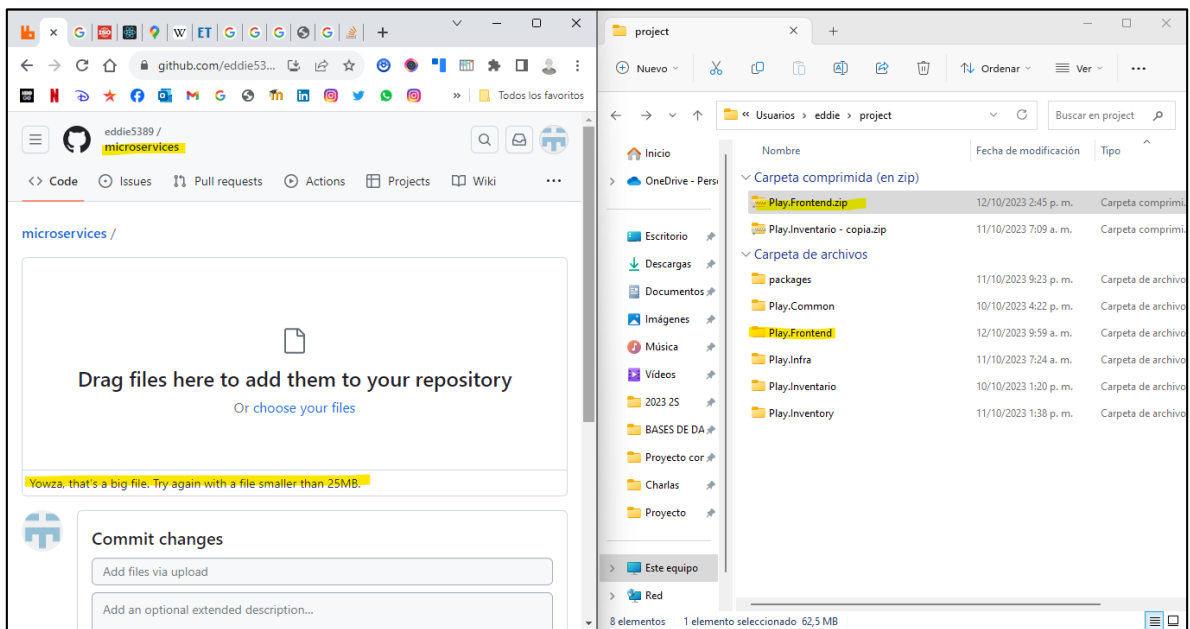 github.com/eddie53...
Todos los favoritos
eddie5389 /
microservices
Code
Issues
Pull requests
Actions
Projects
Wiki
microservices /
Drag files here to add them to your repository
Or choose your files
Yowza, that's a big file. Try again with a file smaller than 25MB.
Commit changes
Add files via upload
Add an optional extended description...
project
Nuevo
Ordenar
Ver
« Usuarios > eddie > project
Buscar en project
Inicio
OneDrive - Pers
Escritorio
Descargas
Documentos
Imágenes
Música
Vídeos
2023 2S
BASES DE DA
Proyecto cor
Charlas
Proyecto
Este equipo
Red
Nombre Fecha de modificación Tipo
Carpeta comprimida (en zip)
Play.Frontend.zip 12/10/2023 2:45 p. m. Carpeta comprimi
Play.Inventario - copia.zip 11/10/2023 7:09 a. m. Carpeta comprimi
Carpeta de archivos
packages 11/10/2023 9:23 p. m. Carpeta de archivo
Play.Common 10/10/2023 4:22 p. m. Carpeta de archivo
Play.Frontend 12/10/2023 9:59 a. m. Carpeta de archivo
Play.Infra 11/10/2023 7:24 a. m. Carpeta de archivo
Play.Inventario 10/10/2023 1:20 p. m. Carpeta de archivo
Play.Inventory 11/10/2023 1:38 p. m. Carpeta de archivo
8 elementos 1 elemento seleccionado 62,5 MB